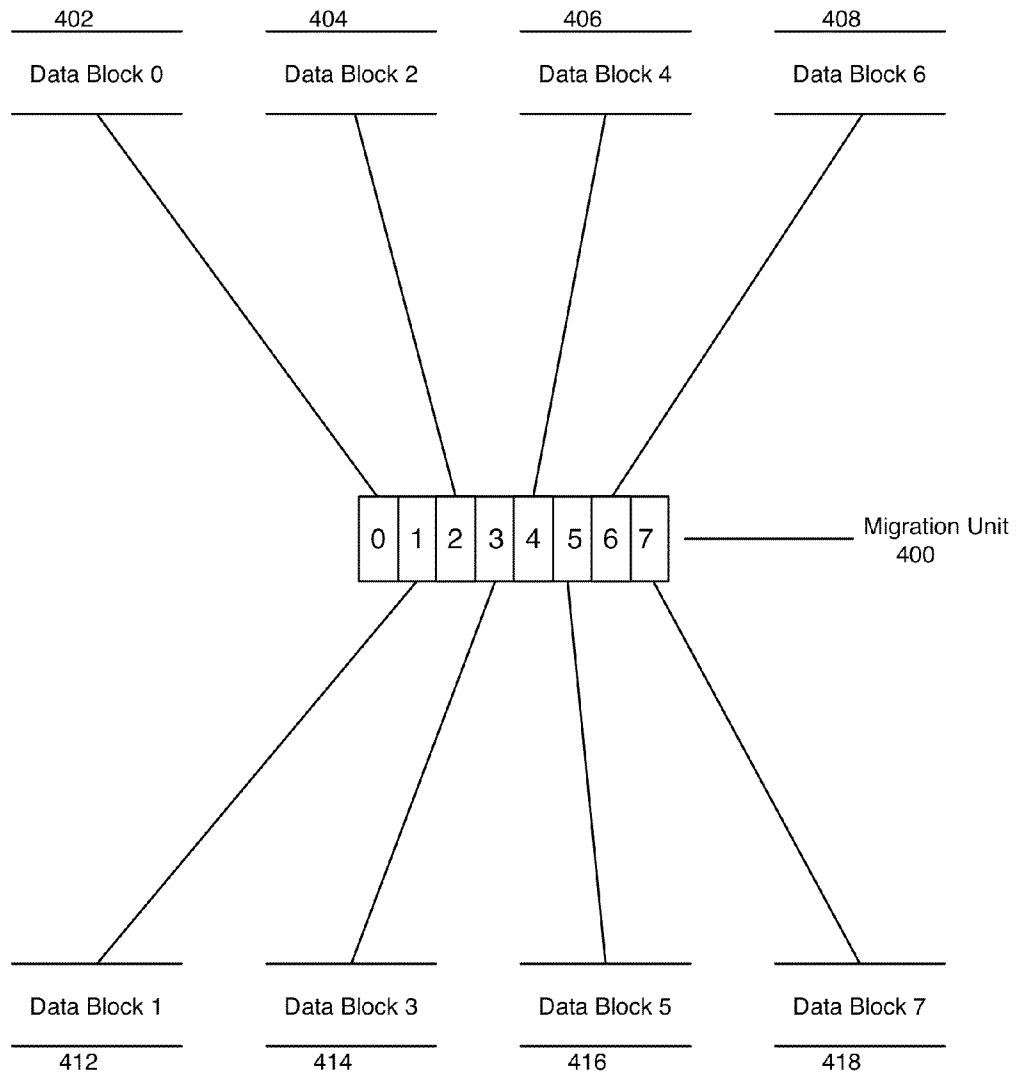 402
404
406
408
Data Block 0
Data Block 2
Data Block 4
Data Block 6
0 1 2 3 4 5 6 7
Migration Unit
400
Data Block 1
Data Block 3
Data Block 5
Data Block 7
412
414
416
418